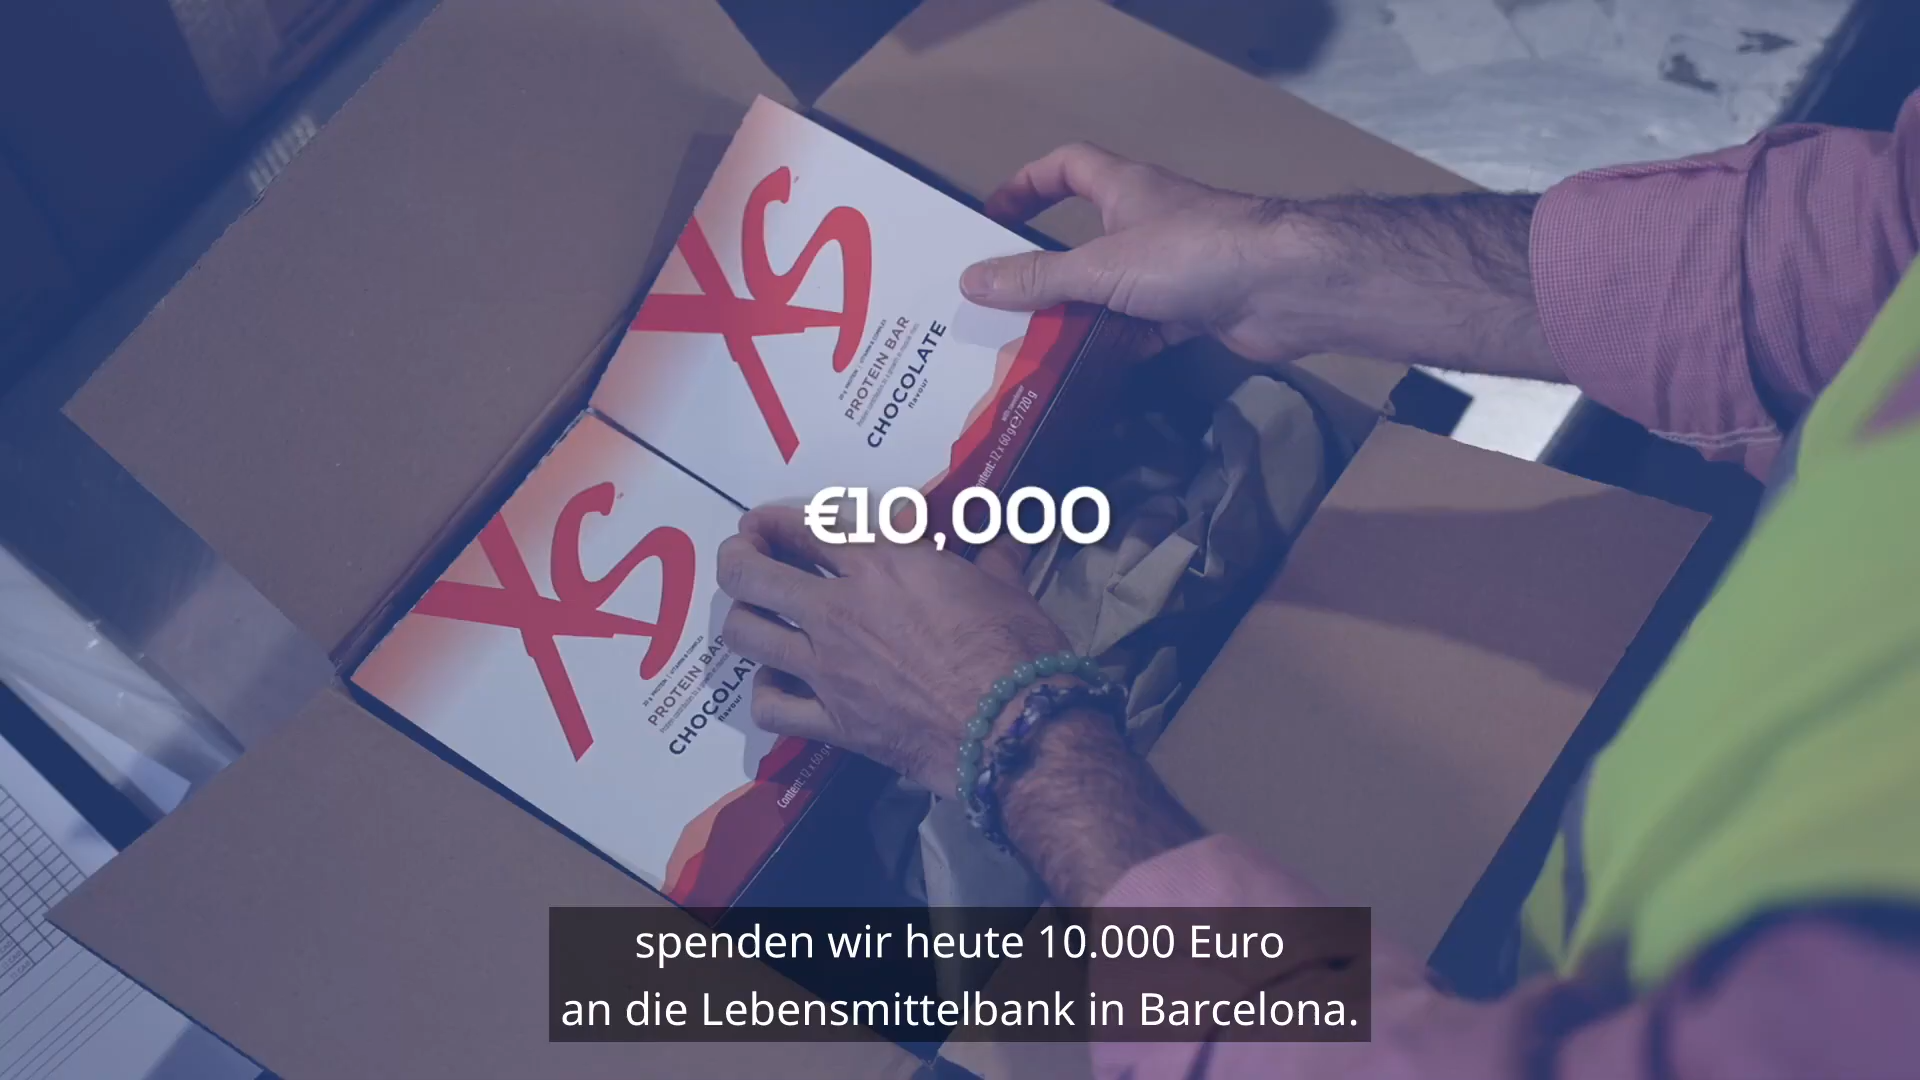 XS
PROTEIN BAR
CHOCOLATE
flavour
€10,000
XS
PROTEIN BAR
CHOCOLAT
flavour
spenden wir heute 10.000 Euro
an die Lebensmittelbank in Barcelona.